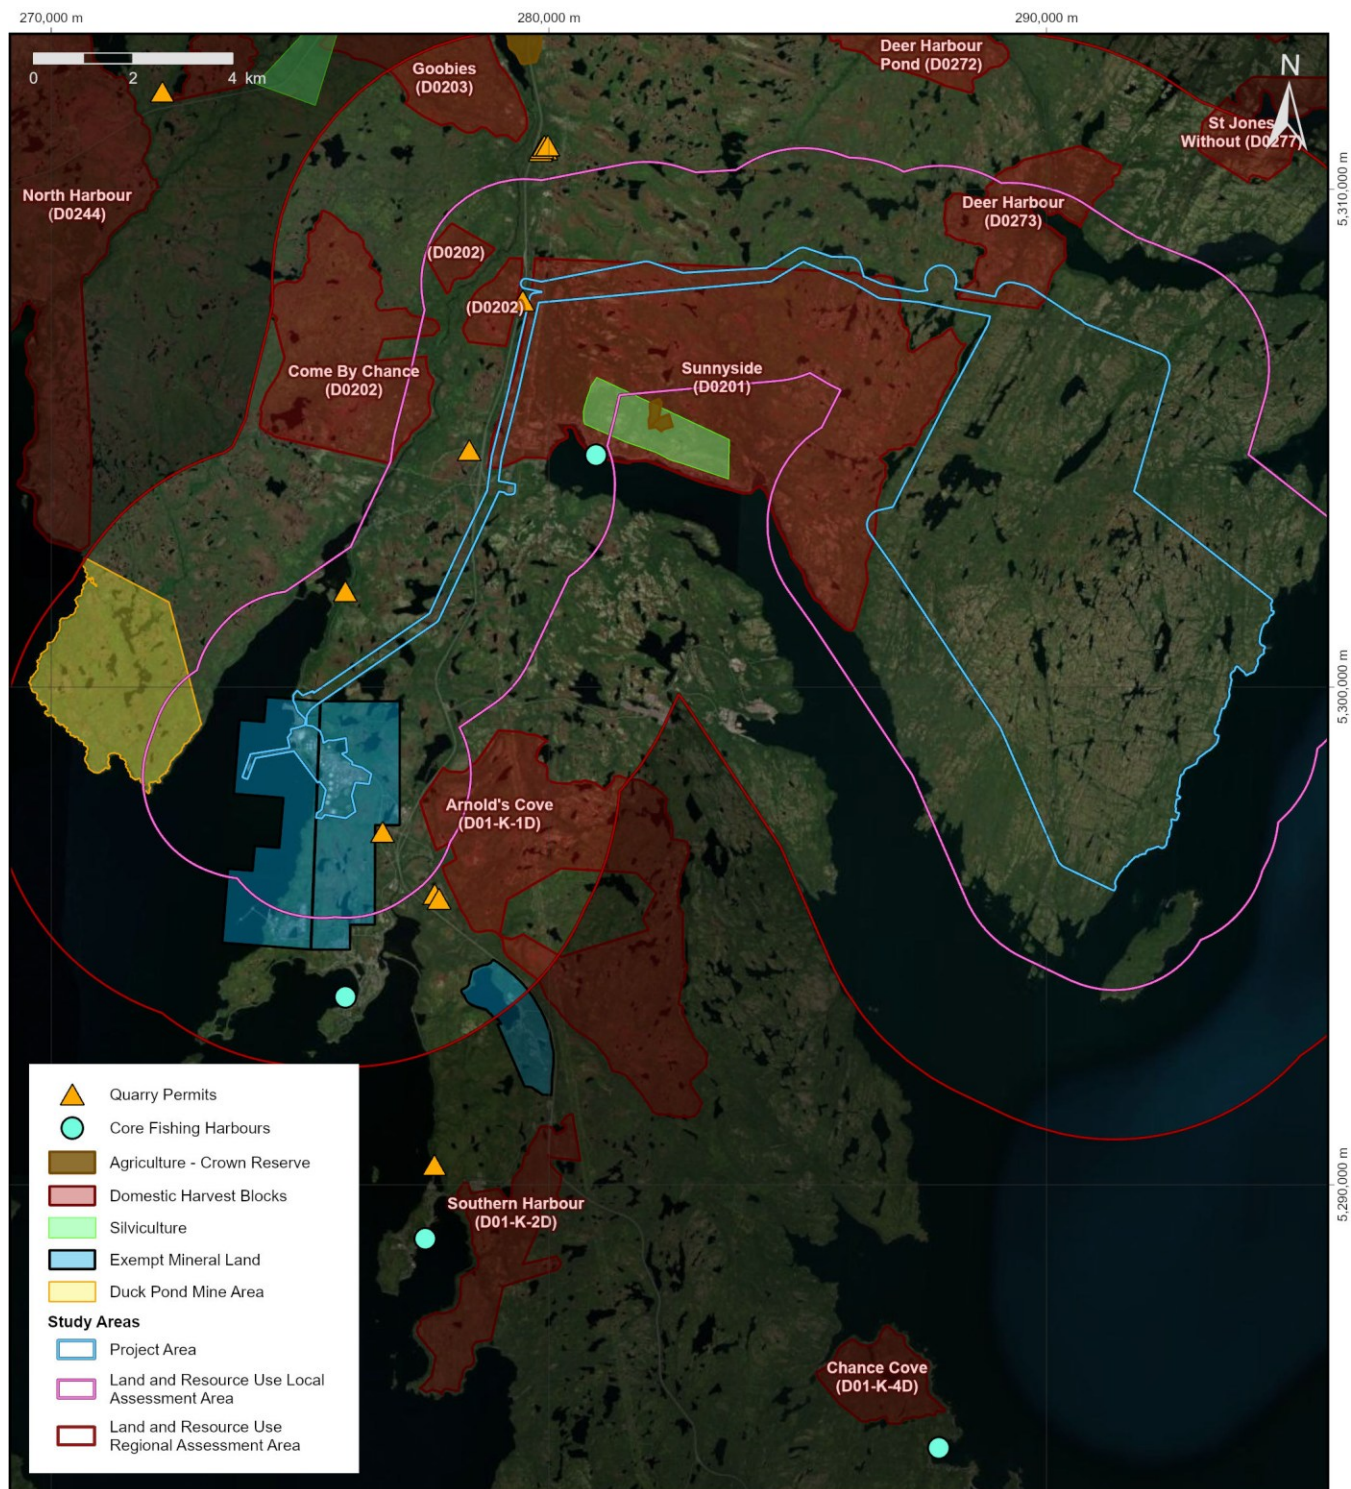 270,000 m
280,000 m
290,000 m
0
2
4 km
N
Goobies
(D0203)
Deer Harbour
Pond (D0272)
St Jones
Without (D0277)
North Harbour
(D0244)
Deer Harbour
(D0273)
5,310,000 m
(D0202)
(D0202)
Come By Chance
(D0202)
Sunnyside
(D0201)
5,300,000 m
Arnold's Cove
(D01-K-1D)
5,290,000 m
Southern Harbour
(D01-K-2D)
Chance Cove
(D01-K-4D)
Quarry Permits
Core Fishing Harbours
Agriculture - Crown Reserve
Domestic Harvest Blocks
Silviculture
Exempt Mineral Land
Duck Pond Mine Area
Study Areas
Project Area
Land and Resource Use Local
Assessment Area
Land and Resource Use
Regional Assessment Area